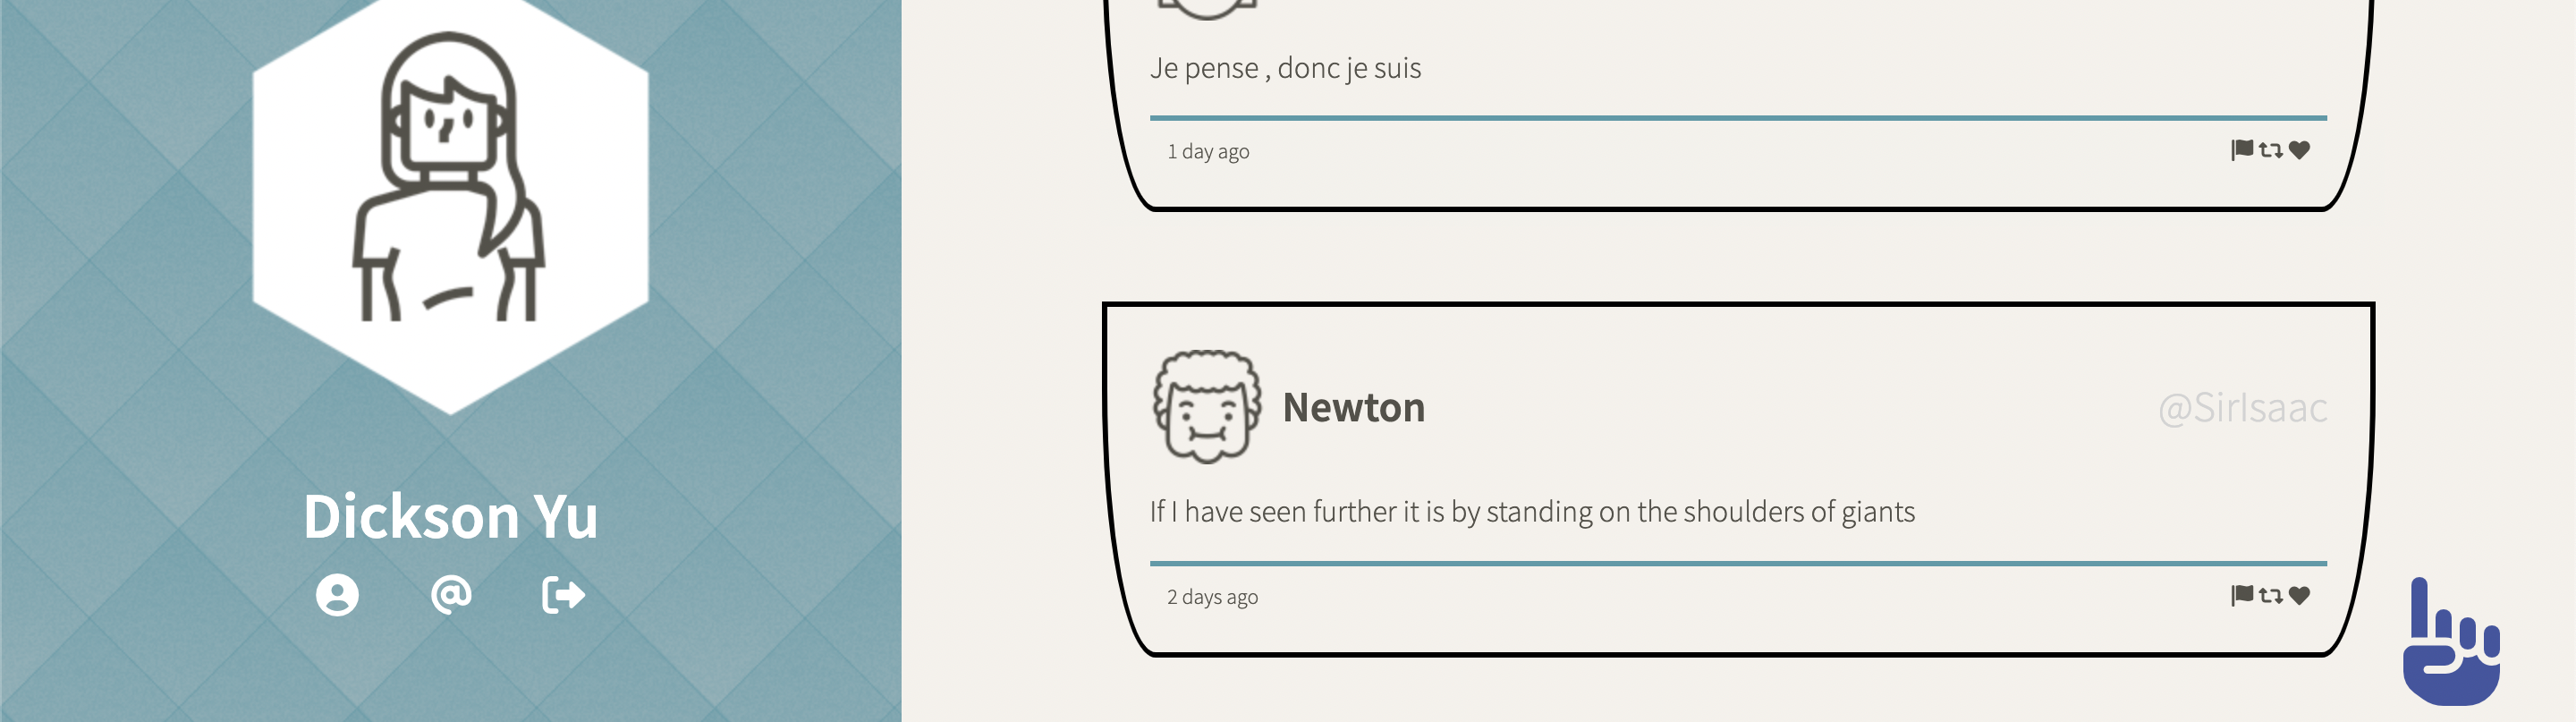 Je pense , donc je suis
1 day ago
Newton
@SirIsaac
If I have seen further it is by standing on the shoulders of giants
2 days ago
Dickson Yu